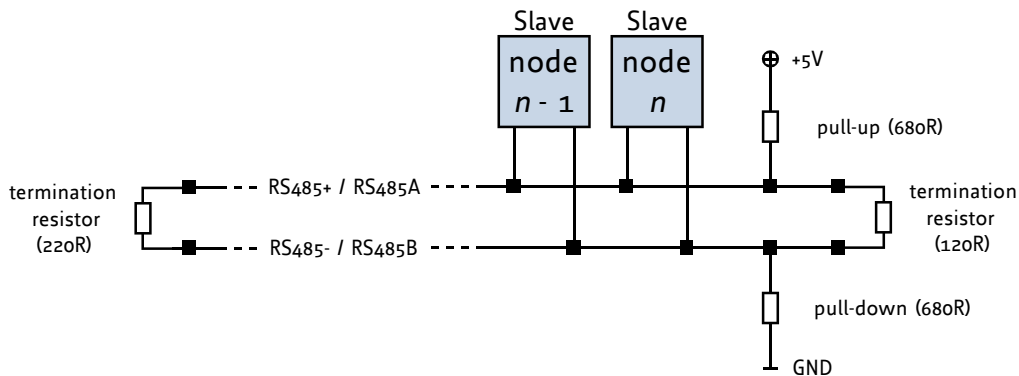 Slave
Slave
node
n - 1
node
n
+5V
pull-up (680R)
termination
resistor
(220R)
RS485+ / RS485A
RS485- / RS485B
termination
resistor
(120R)
pull-down (680R)
GND